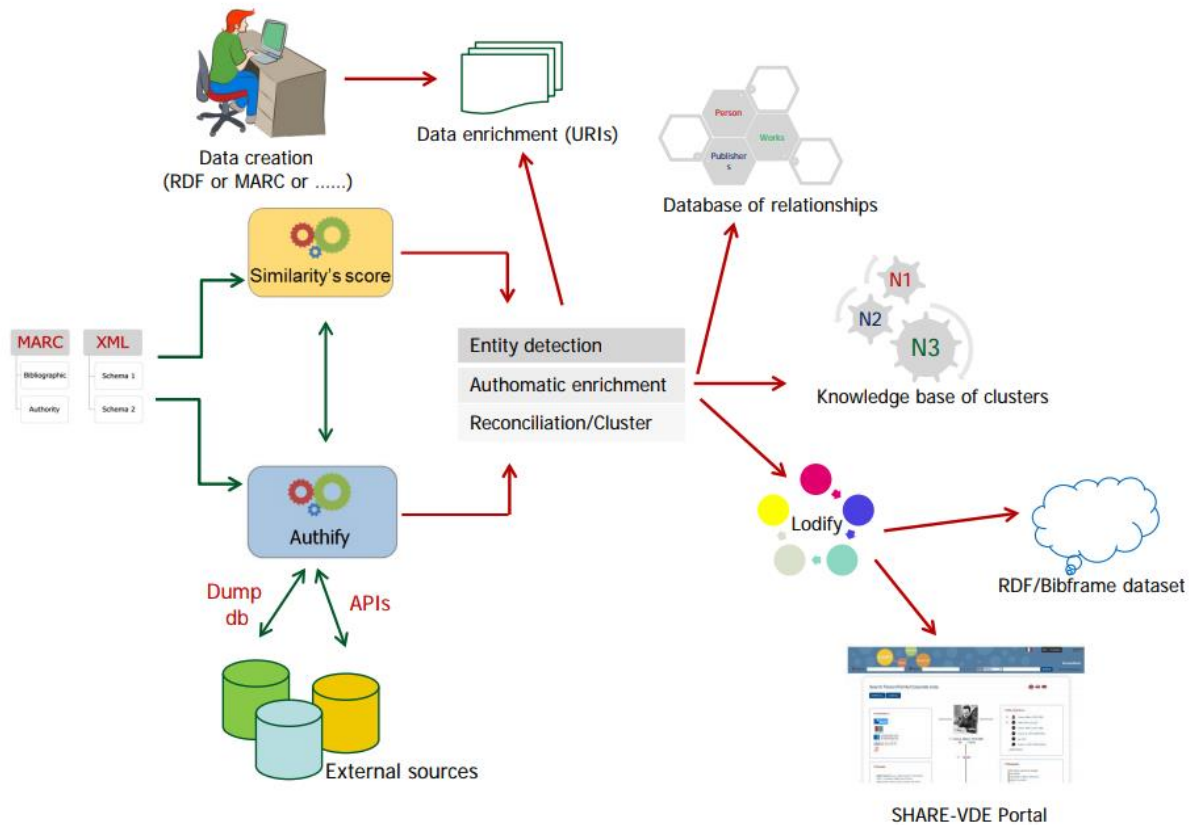 Person
Works
Publisher
s
Data enrichment (URIs)
Data creation
(RDF or MARC or ......)
Database of relationships
Similarity's score
N1
N2
N3
MARC
XML
Bibliographic
Schema 1
Authority
Schema 2
Entity detection
Authomatic enrichment
Reconciliation/Cluster
Knowledge base of clusters
Authify
Lodify
Dump
db
APIs
RDF/Bibframe dataset
External sources
SHARE-VDE Portal